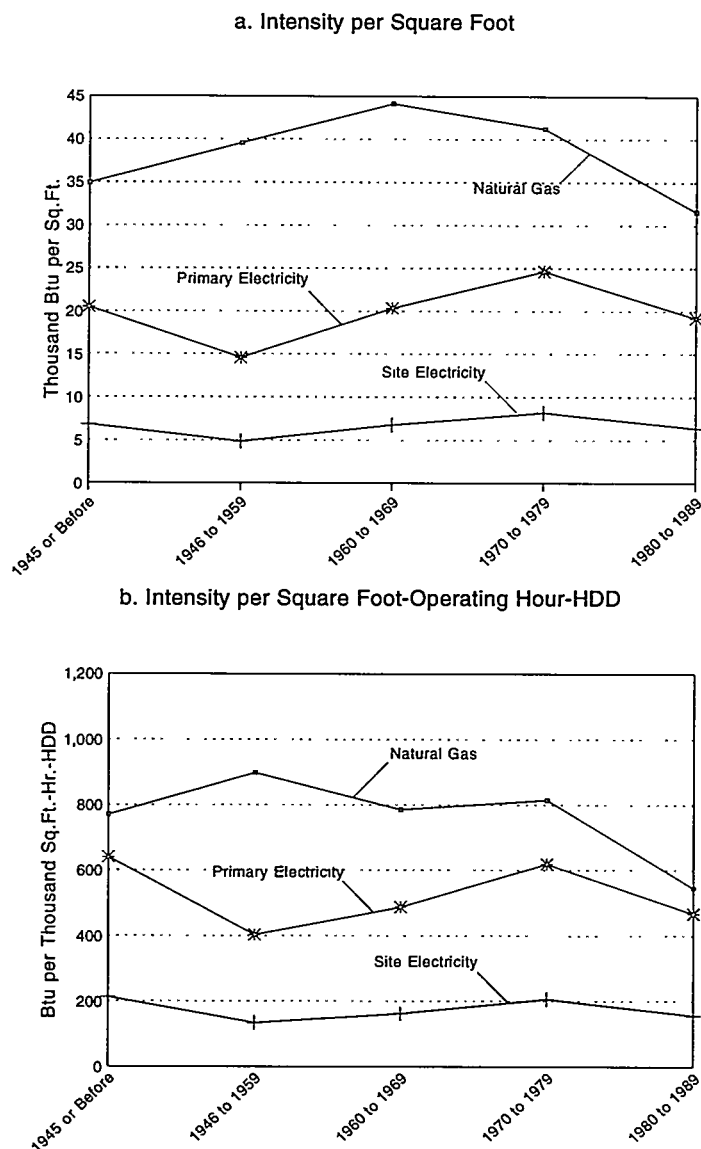 a. Intensity per Square Foot
Thousand Btu per Sq.Ft.
45
40
35
30
25
20
15
10
5
0
Natural Gas
Primary Electricity
Site Electricity
1945 or Before
1946 to 1959
1960 to 1969
1970 to 1979
1980 to 1989
b. Intensity per Square Foot-Operating Hour-HDD
Btu per Thousand Sq.Ft.-Hr.-HDD
1,200
1,000
800
600
400
200
0
Natural Gas
Primary Electricity
Site Electricity
1945 or Before
1946 to 1959
1960 to 1969
1970 to 1979
1980 to 1989